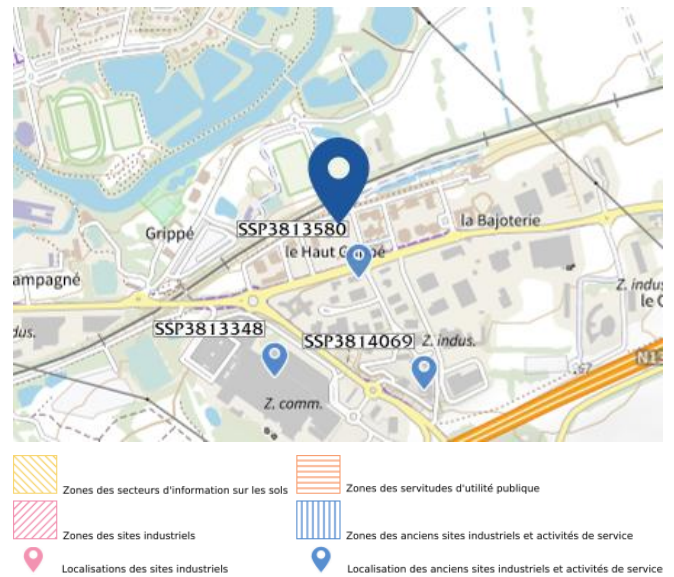 la Bajoterie
Grippé
SSP3813580
le Haut G pé
ampagné
Z. indus.
le C
dus.
SSP3813348
SSP3814069
Z. indus.
N13
Z. comm.
Zones des secteurs d'information sur les sols
Zones des servitudes d'utilité publique
Zones des sites industriels
Zones des anciens sites industriels et activités de service
Localisations des sites industriels
Localisation des anciens sites industriels et activités de service